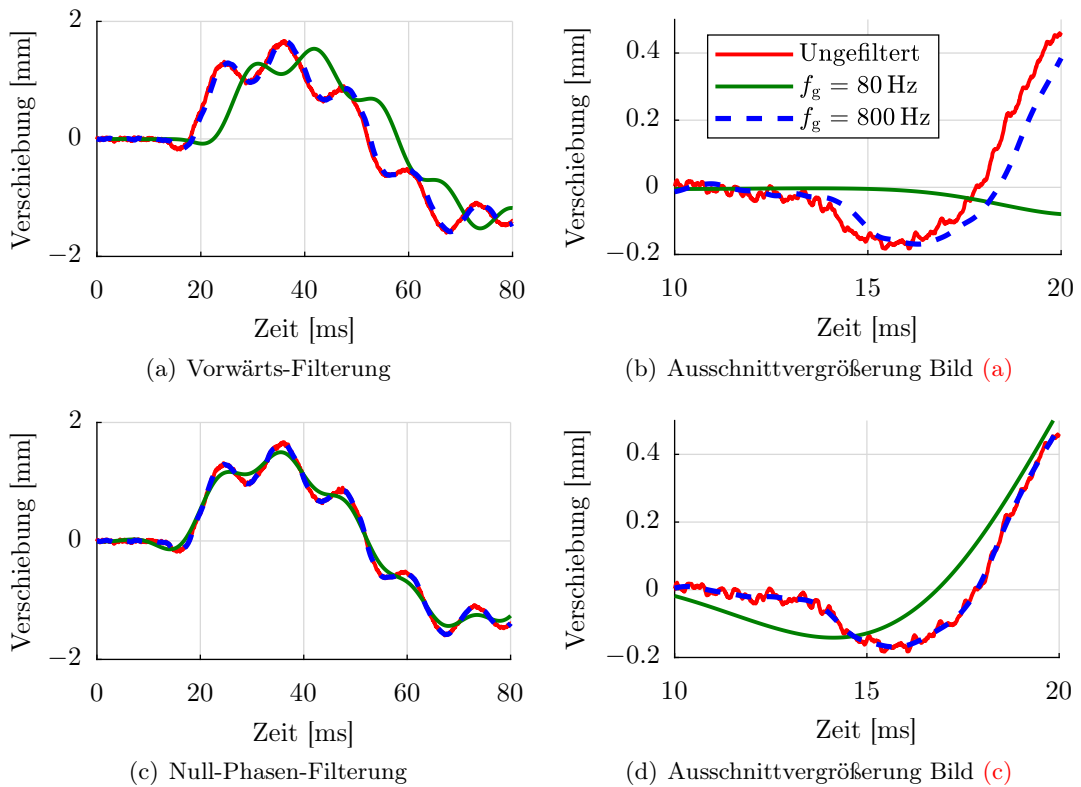 2
0
−2
0
20
40
60
80
Verschiebung [mm]
Zeit [ms]
(a) Vorwärts-Filterung
0.4
0.2
0
−0.2
10
15
20
Verschiebung [mm]
Zeit [ms]
Ungefiltert
f_g = 80 Hz
f_g = 800 Hz
(b) Ausschnittvergrößerung Bild (a)
2
0
−2
0
20
40
60
80
Verschiebung [mm]
Zeit [ms]
(c) Null-Phasen-Filterung
0.4
0.2
0
−0.2
10
15
20
Verschiebung [mm]
Zeit [ms]
(d) Ausschnittvergrößerung Bild (c)